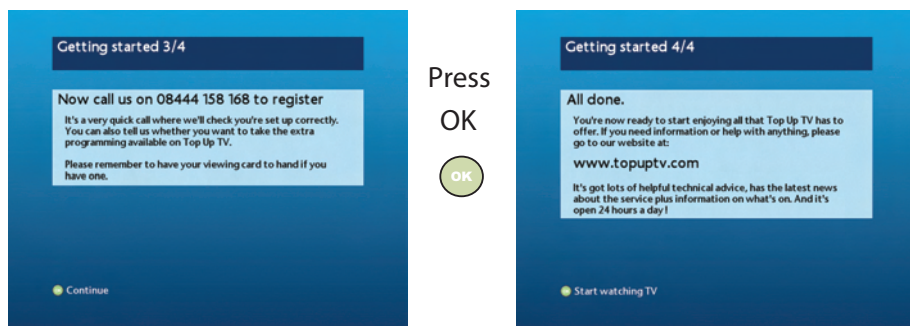 Getting started 3/4
Now call us on 08444 158 168 to register
It's a very quick call where we'll check you're set up correctly.
You can also tell us whether you want to take the extra
programming available on Top Up TV.
Please remember to have your viewing card to hand if you
have one.
OK Continue
Press
OK
OK
Getting started 4/4
All done.
You're now ready to start enjoying all that Top Up TV has to
offer. If you need information or help with anything, please
go to our website at:
www.topuptv.com
It's got lots of helpful technical advice, has the latest news
about the service plus information on what's on. And it's
open 24 hours a day!
OK Start watching TV